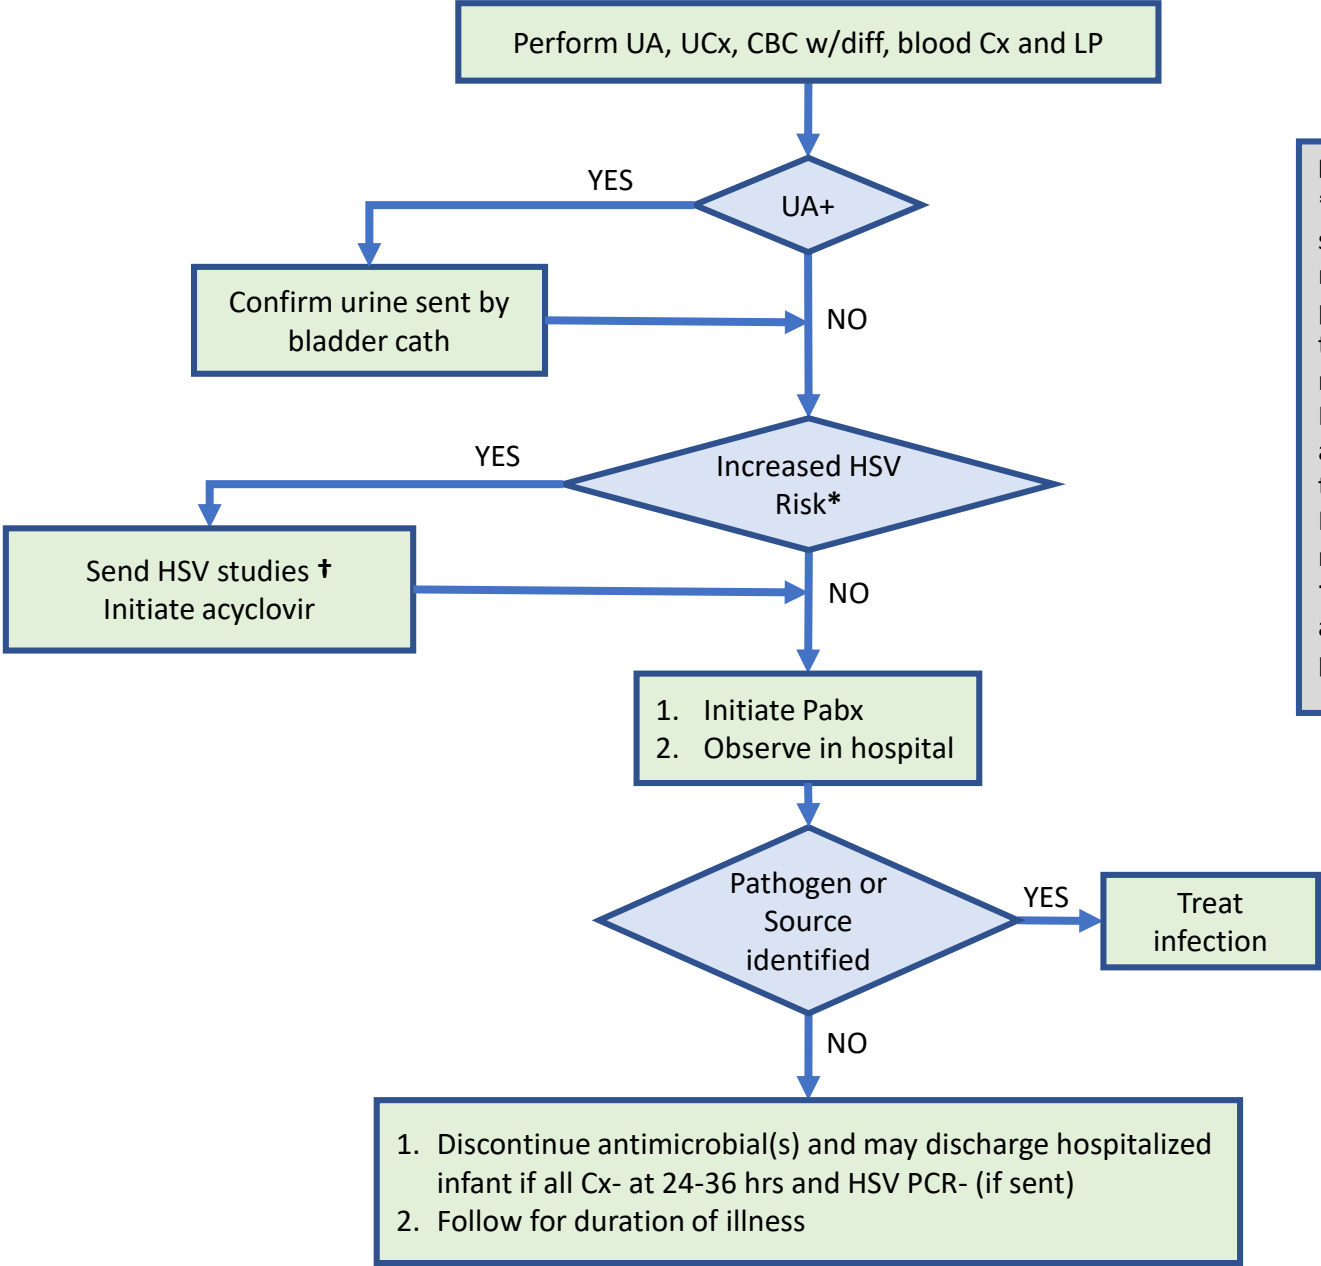 Perform UA, UCx, CBC w/diff, blood Cx and LP
YES
UA+
Confirm urine sent by
bladder cath
NO
YES
Increased HSV
Risk*
Send HSV studies †
Initiate acyclovir
NO
1. Initiate Pabx
2. Observe in hospital
Pathogen or
Source
identified
YES
Treat
infection
NO
1. Discontinue antimicrobial(s) and may discharge hospitalized
infant if all Cx- at 24-36 hrs and HSV PCR- (if sent)
2. Follow for duration of illness